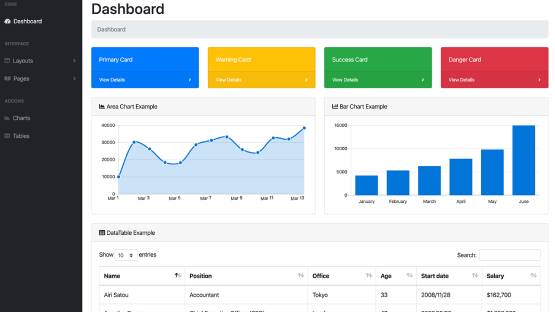 CORE
Dashboard
INTERFACE
Layouts
Pages
ADDONS
Charts
Tables
Dashboard
Dashboard
Primary Card
Warning Card
Success Card
Danger Card
View Details
View Details
View Details
View Details
Area Chart Example
40000
30000
20000
10000
0
Mar 1
Mar 3
Mar 5
Mar 7
Mar 9
Mar 11
Mar 13
Bar Chart Example
15000
10000
5000
0
January
February
March
April
May
June
DataTable Example
Show 10 entries
Search:
Name
Position
Office
Age
Start date
Salary
Airi Satou
Accountant
Tokyo
33
2008/11/28
$162,700